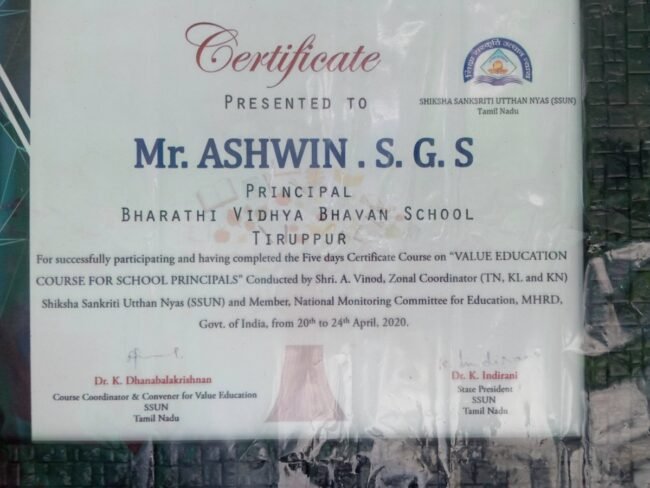 Certificate
शिक्षा संस्कृति उत्थान न्यास
PRESENTED TO
SHIKSHA SANKSRITI UTTHAN NYAS (SSUN)
Tamil Nadu
Mr. ASHWIN . S. G. S
PRINCIPAL
BHARATHI VIDHYA BHAVAN SCHOOL
TIRUPPUR
For successfully participating and having completed the Five days Certificate Course on “VALUE EDUCATION
COURSE FOR SCHOOL PRINCIPALS” Conducted by Shri. A. Vinod, Zonal Coordinator (TN, KL and KN)
Shiksha Sankriti Utthan Nyas (SSUN) and Member, National Monitoring Committee for Education, MHRD,
Govt. of India, from 20th to 24th April, 2020.
Dr. K. Dhanabalakrishnan
Course Coordinator & Convener for Value Education
SSUN
Tamil Nadu
Dr. K. Indirani
State President
SSUN
Tamil Nadu